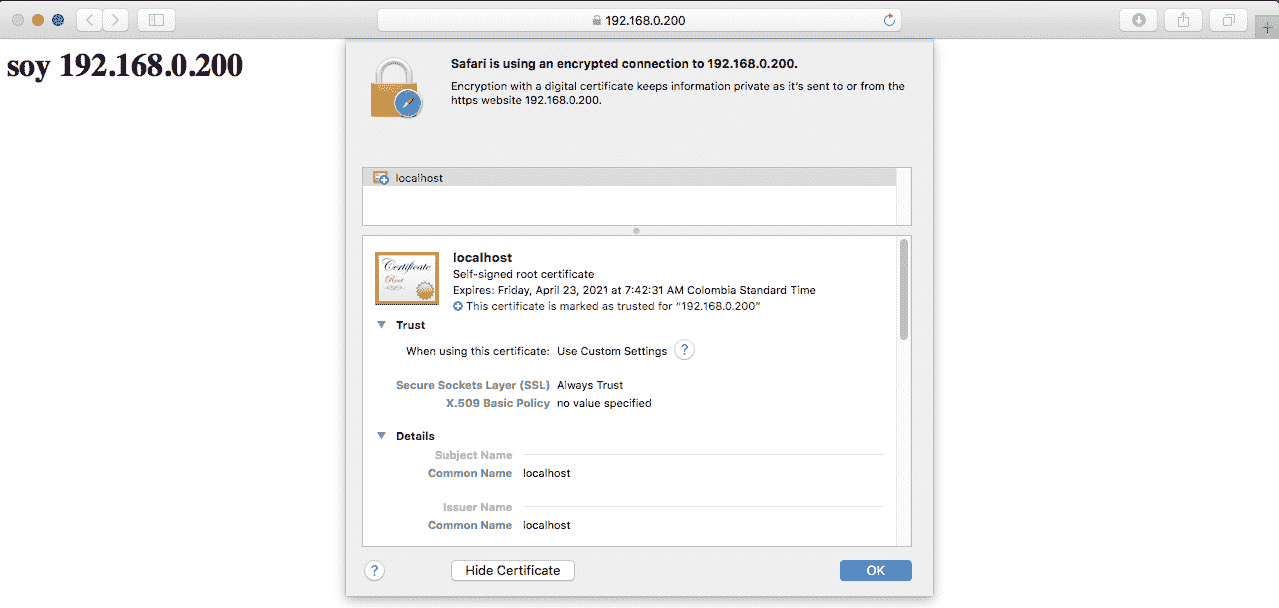 192.168.0.200
soy 192.168.0.200
Safari is using an encrypted connection to 192.168.0.200.
Encryption with a digital certificate keeps information private as it's sent to or from the
https website 192.168.0.200.
localhost
Certificate
Root
localhost
Self-signed root certificate
Expires: Friday, April 23, 2021 at 7:42:31 AM Colombia Standard Time
This certificate is marked as trusted for “192.168.0.200”
Trust
When using this certificate: Use Custom Settings ?
Secure Sockets Layer (SSL) Always Trust
X.509 Basic Policy no value specified
Details
Subject Name
Common Name localhost
Issuer Name
Common Name localhost
? Hide Certificate OK